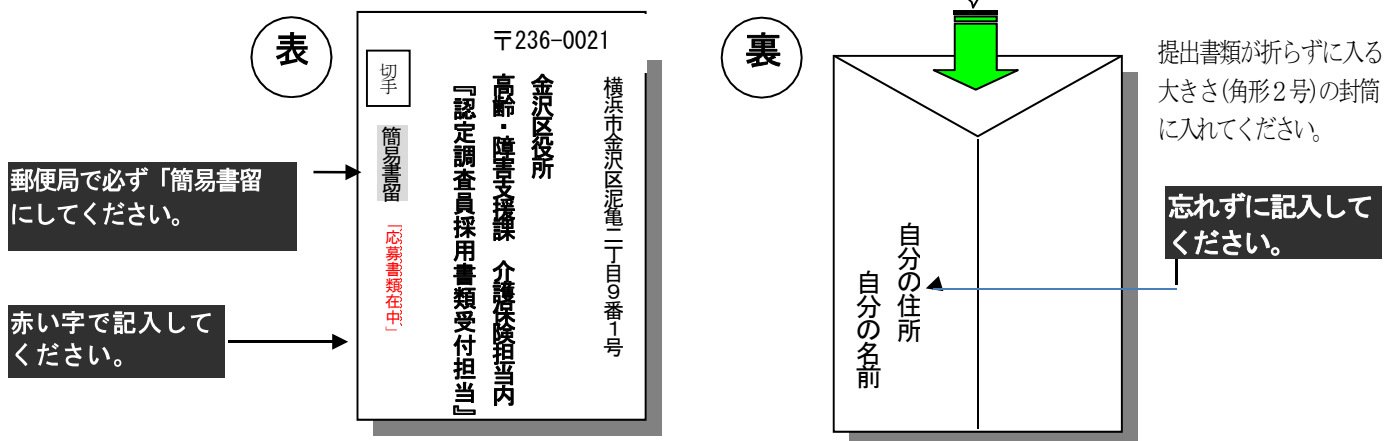 表
〒236-0021
横浜市金沢区泥亀二丁目9番1号
金沢区役所
高齢・障害支援課　介護保険担当内
『認定調査員採用書類受付担当』
切手
簡易書留
「応募書類在中」
郵便局で必ず「簡易書留
にしてください。
赤い字で記入して
ください。
裏
提出書類が折らずに入る
大きさ(角形２号)の封筒
に入れてください。
忘れずに記入して
ください。
自分の住所
自分の名前